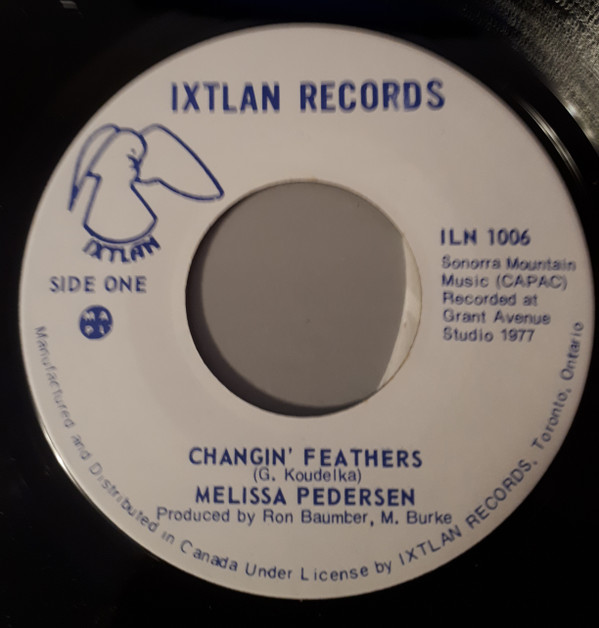 IXTLAN RECORDS
IXTLAN
SIDE ONE
MA
PL
ILN 1006
Sonorra Mountain
Music (CAPAC)
Recorded at
Grant Avenue
Studio 1977
CHANGIN' FEATHERS
(G. Koudelka)
MELISSA PEDERSEN
Produced by Ron Baumber, M. Burke
Manufactured and Distributed in Canada Under License by IXTLAN RECORDS, Toronto, Ontario